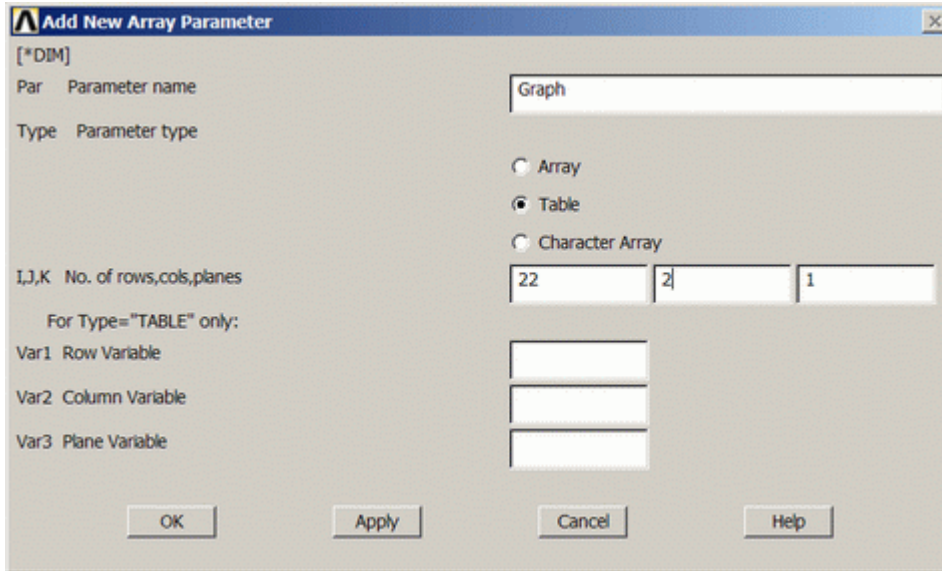 Add New Array Parameter
[*DIM]
Par Parameter name Graph
Type Parameter type
Array
Table
Character Array
I,J,K No. of rows,cols,planes 22 2 1
For Type="TABLE" only:
Var1 Row Variable
Var2 Column Variable
Var3 Plane Variable
OK Apply Cancel Help